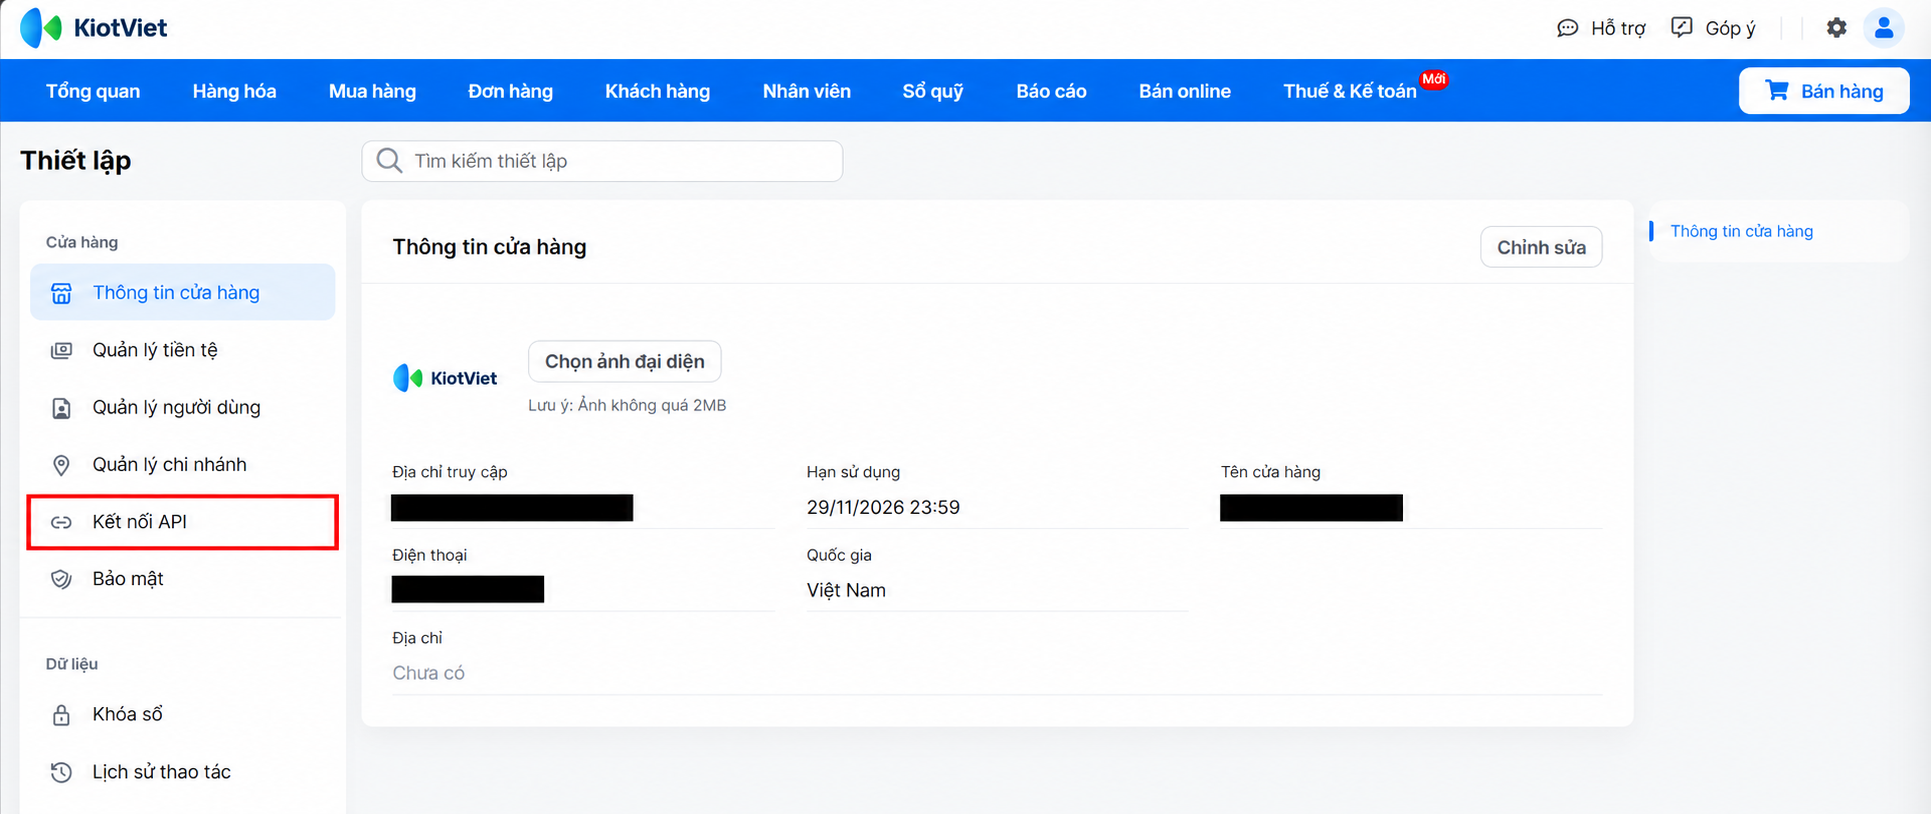 KiotViet
Hỗ trợ
Góp ý
Tổng quan
Hàng hóa
Mua hàng
Đơn hàng
Khách hàng
Nhân viên
Sổ quỹ
Báo cáo
Bán online
Thuế & Kế toán
Mới
Bán hàng
Thiết lập
Tìm kiếm thiết lập
Cửa hàng
Thông tin cửa hàng
Quản lý tiền tệ
Quản lý người dùng
Quản lý chi nhánh
Kết nối API
Bảo mật
Dữ liệu
Khóa sổ
Lịch sử thao tác
Thông tin cửa hàng
Chỉnh sửa
KiotViet
Chọn ảnh đại diện
Lưu ý: Ảnh không quá 2MB
Địa chỉ truy cập
Hạn sử dụng
29/11/2026 23:59
Tên cửa hàng
Điện thoại
Quốc gia
Việt Nam
Địa chỉ
Chưa có
Thông tin cửa hàng